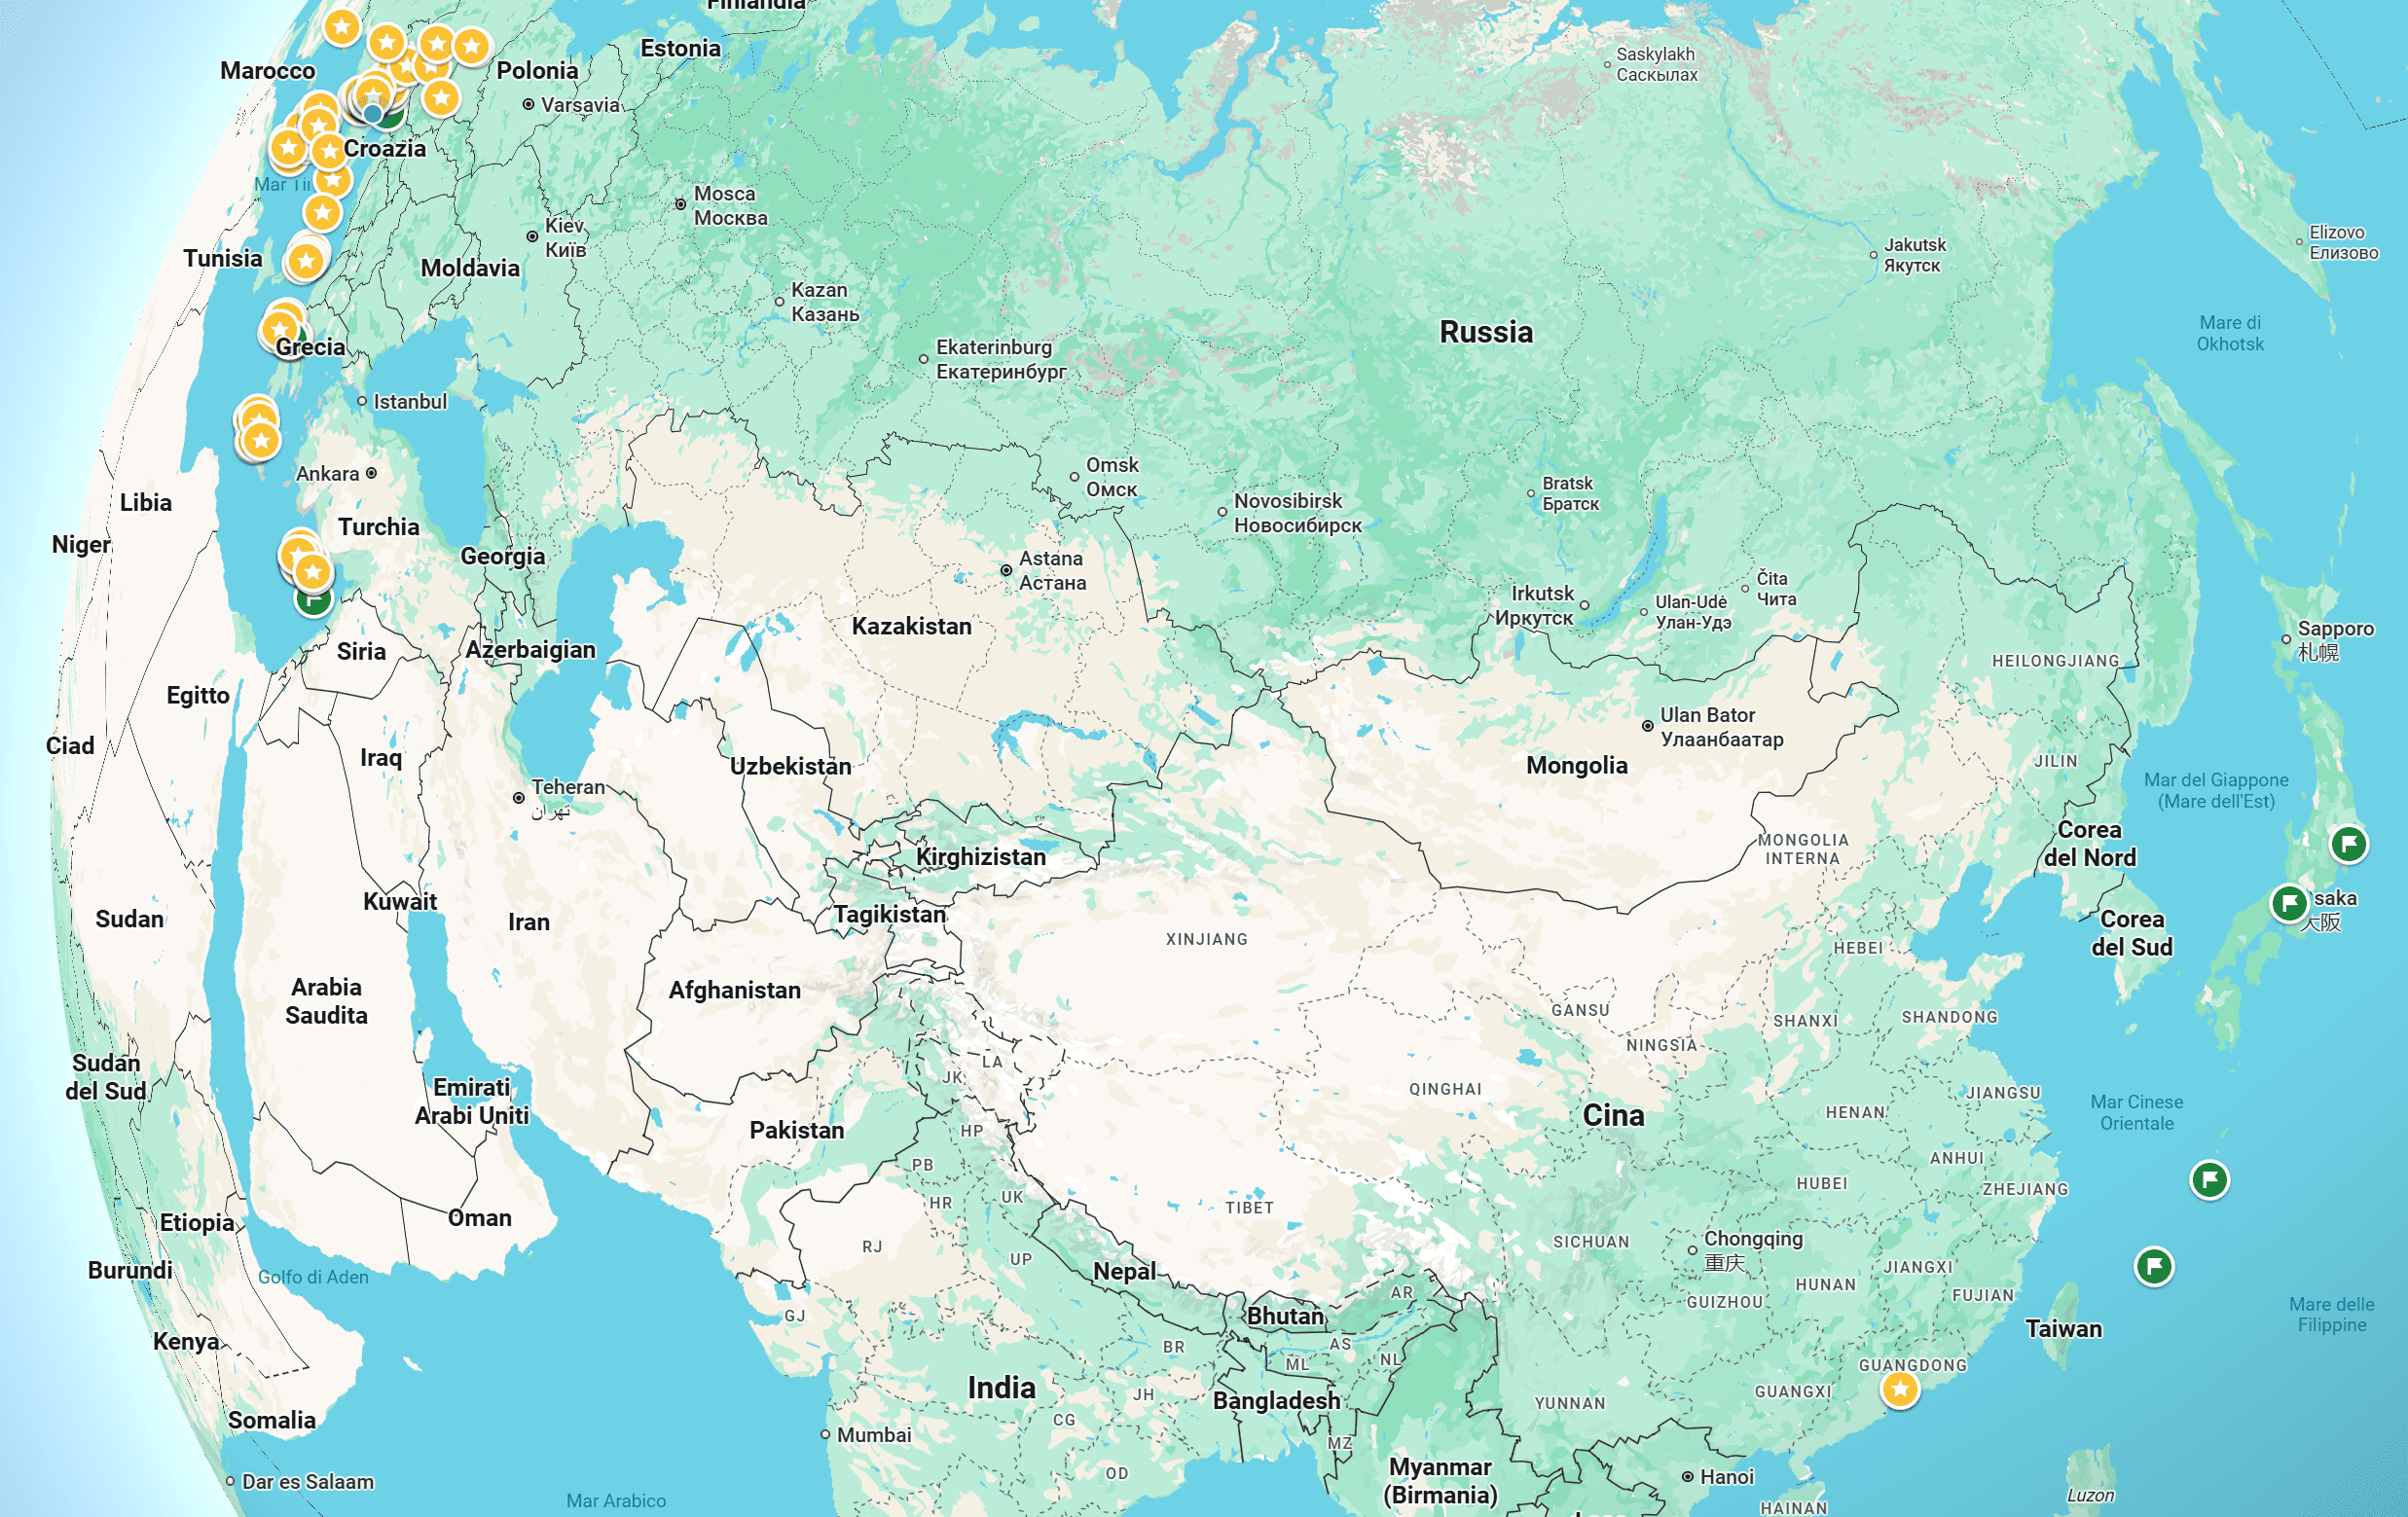 Finlandia
Estonia
Marocco
Polonia
Varsavia
Saskylakh
Саскылах
Croazia
Mar Tir
Mosca
Москва
Kiev
Київ
Elizovo
Елизово
Jakutsk
Якутск
Tunisia
Moldavia
Kazan
Казань
Russia
Mare di
Okhotsk
Grecia
Ekaterinburg
Екатеринбург
Istanbul
Ankara
Omsk
Омск
Bratsk
Братск
Libia
Novosibirsk
Новосибирск
Turchia
Niger
Georgia
Astana
Астана
Čita
Чита
Irkutsk
Иркутск
Ulan-Udė
Улан-Удэ
Kazakistan
Sapporo
札幌
Siria
Azerbaigian
HEILONGJIANG
Egitto
Ulan Bator
Улаанбаатар
Ciad
Iraq
Uzbekistan
Mongolia
JILIN
Mar del Giappone
(Mare dell'Est)
Teheran
تهران
Corea
del Nord
MONGOLIA
INTERNA
Kirghizistan
Kuwait
saka
大阪
Sudan
Iran
Tagikistan
Corea
del Sud
XINJIANG
HEBEI
Arabia
Saudita
Afghanistan
GANSU
SHANXI
SHANDONG
NINGSIA
Sudan
del Sud
LA
JK
Emirati
Arabi Uniti
QINGHAI
JIANGSU
Mar Cinese
Orientale
Cina
HENAN
Pakistan
HP
PB
ANHUI
HUBEI
ZHEJIANG
UK
HR
TIBET
Etiopia
Oman
RJ
SICHUAN
Chongqing
重庆
UP
Burundi
Golfo di Aden
Nepal
JIANGXI
HUNAN
AR
FUJIAN
GUIZHOU
Mare delle
Filippine
GJ
Bhutan
Taiwan
Kenya
AS
BR
ML
NL
GUANGDONG
India
JH
GUANGXI
Bangladesh
YUNNAN
Somalia
CG
Mumbai
MZ
Myanmar
(Birmania)
OD
Hanoi
Dar es Salaam
Mar Arabico
Luzon
HAINAN